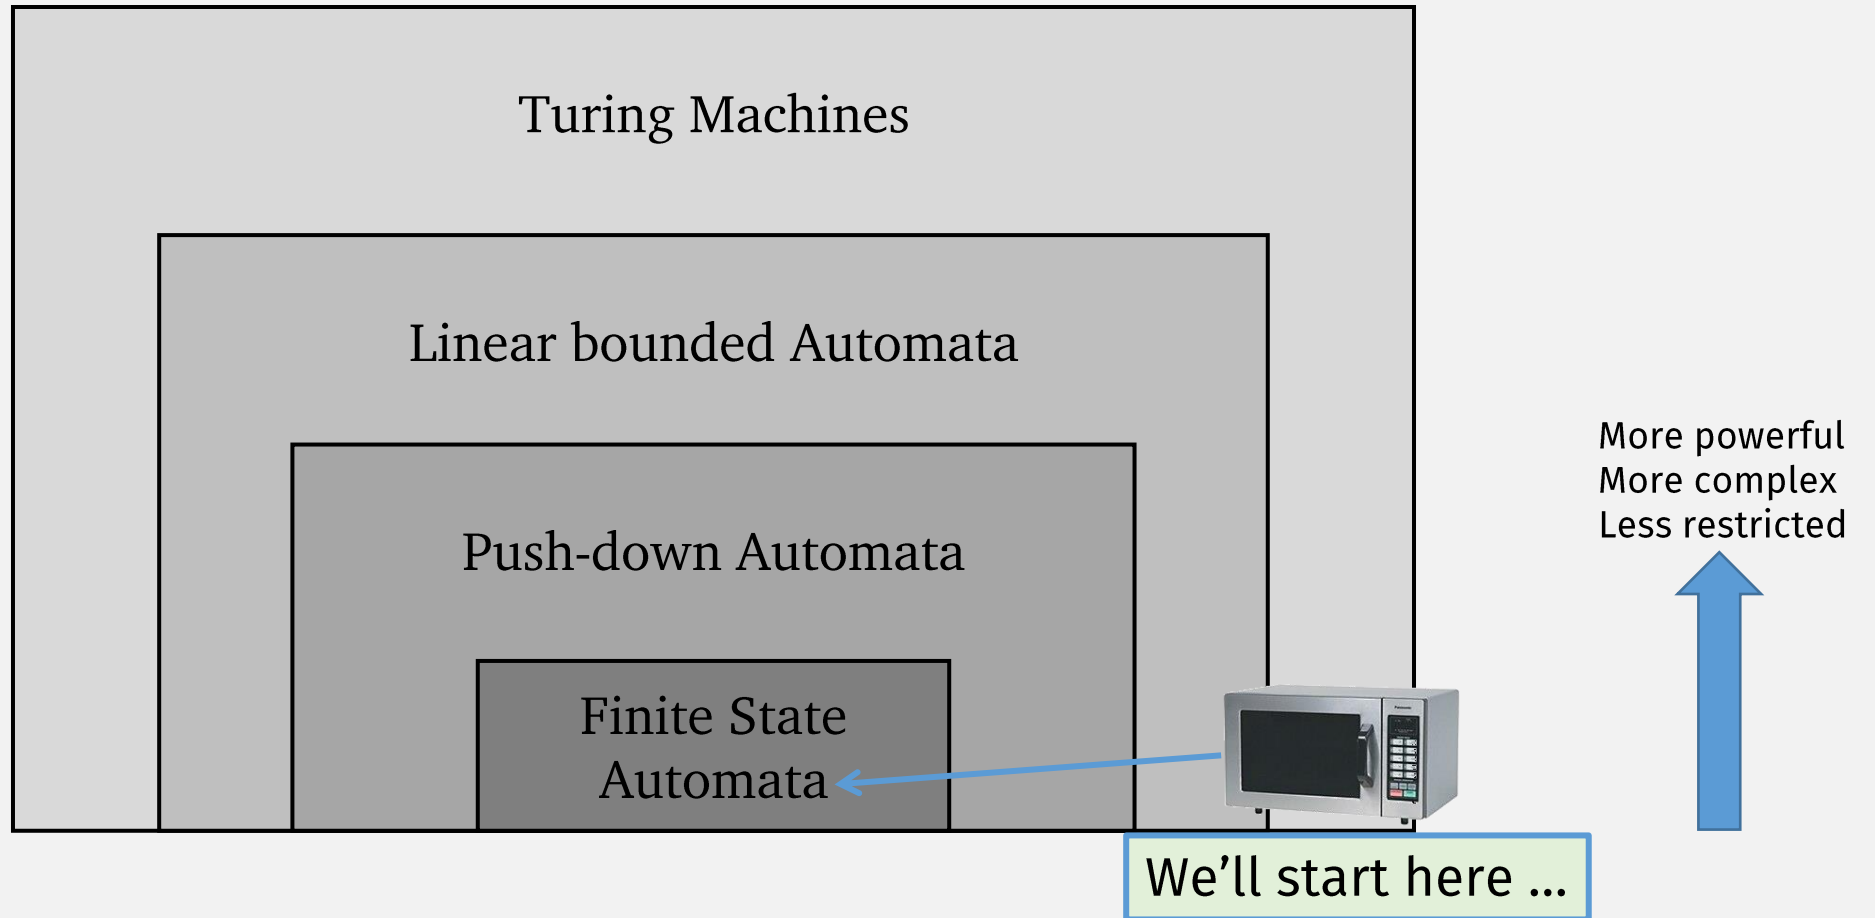 Turing Machines
Linear bounded Automata
More powerful
More complex
Less restricted
Push-down Automata
Finite State
Automata
Panasonic
We’ll start here ...